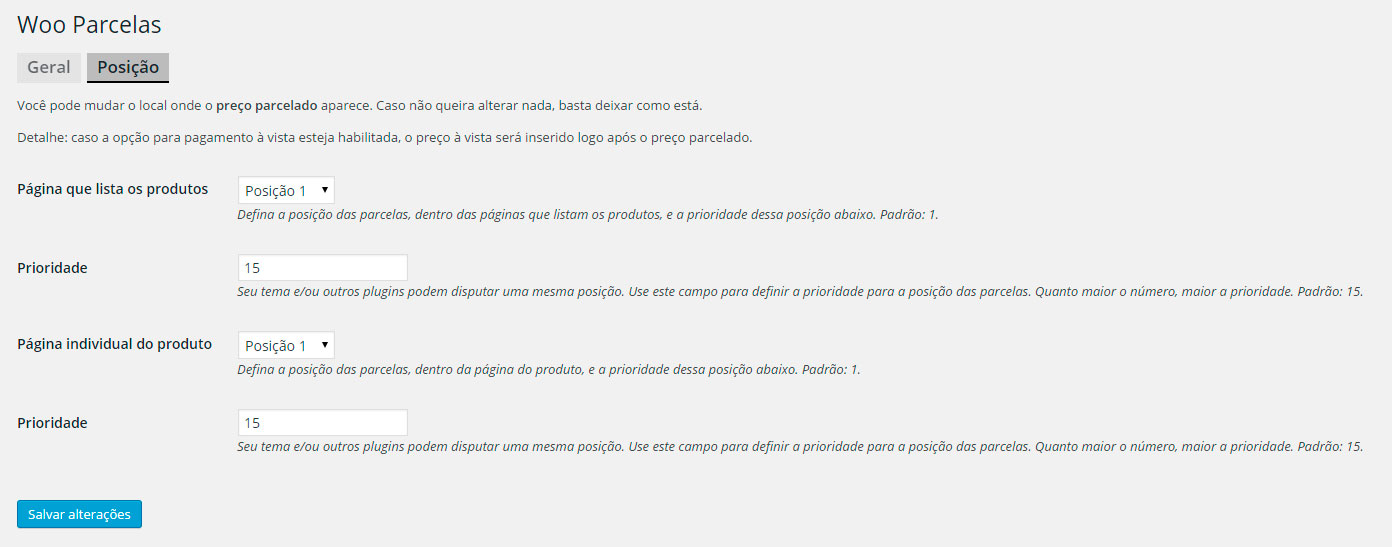 Woo Parcelas
Geral Posição
Você pode mudar o local onde o preço parcelado aparece. Caso não queira alterar nada, basta deixar como está.
Detalhe: caso a opção para pagamento à vista esteja habilitada, o preço à vista será inserido logo após o preço parcelado.
Página que lista os produtos Posição 1
Defina a posição das parcelas, dentro das páginas que listam os produtos, e a prioridade dessa posição abaixo. Padrão: 1.
Prioridade 15
Seu tema e/ou outros plugins podem disputar uma mesma posição. Use este campo para definir a prioridade para a posição das parcelas. Quanto maior o número, maior a prioridade. Padrão: 15.
Página individual do produto Posição 1
Defina a posição das parcelas, dentro da página do produto, e a prioridade dessa posição abaixo. Padrão: 1.
Prioridade 15
Seu tema e/ou outros plugins podem disputar uma mesma posição. Use este campo para definir a prioridade para a posição das parcelas. Quanto maior o número, maior a prioridade. Padrão: 15.
Salvar alterações